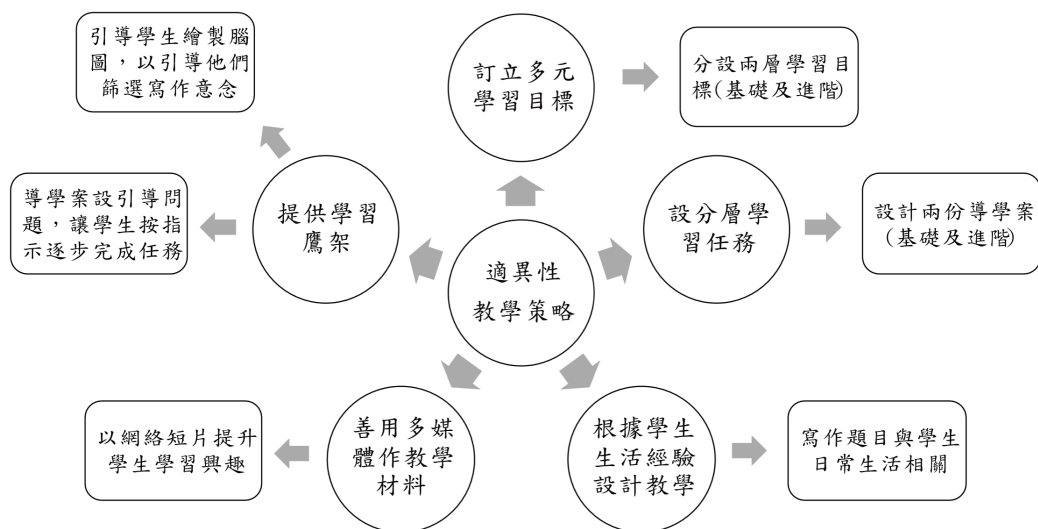 引導學生繪製腦
圖，以引導他們
篩選寫作意念
訂立多元
學習目標
分設兩層學習目
標(基礎及進階)
導學案設引導問
題，讓學生按指
示逐步完成任務
提供學習
鷹架
設分層學
習任務
設計兩份導學案
(基礎及進階)
適異性
教學策略
以網絡短片提升
學生學習興趣
善用多媒
體作教學
材料
根據學生
生活經驗
設計教學
寫作題目與學生
日常生活相關